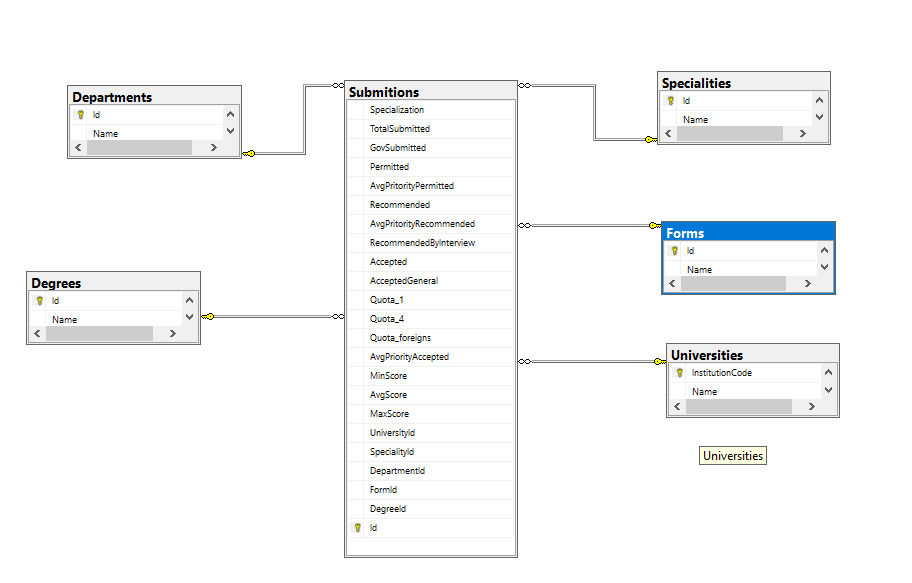 Departments
Id
Name
Degrees
Id
Name
Submitions
Specialization
TotalSubmitted
GovSubmitted
Permitted
AvgPritorityPermitted
Recommended
AvgPritorityRecommended
RecommendedByInterview
Accepted
AcceptedGeneral
Quota_1
Quota_4
Quota_foreigns
AvgPriorityAccepted
MinScore
AvgScore
MaxScore
UniversityId
SpecialityId
DepartmentId
FormId
DegreeId
Id
Specialities
Id
Name
Forms
Id
Name
Universities
InstitutionCode
Name
Universities